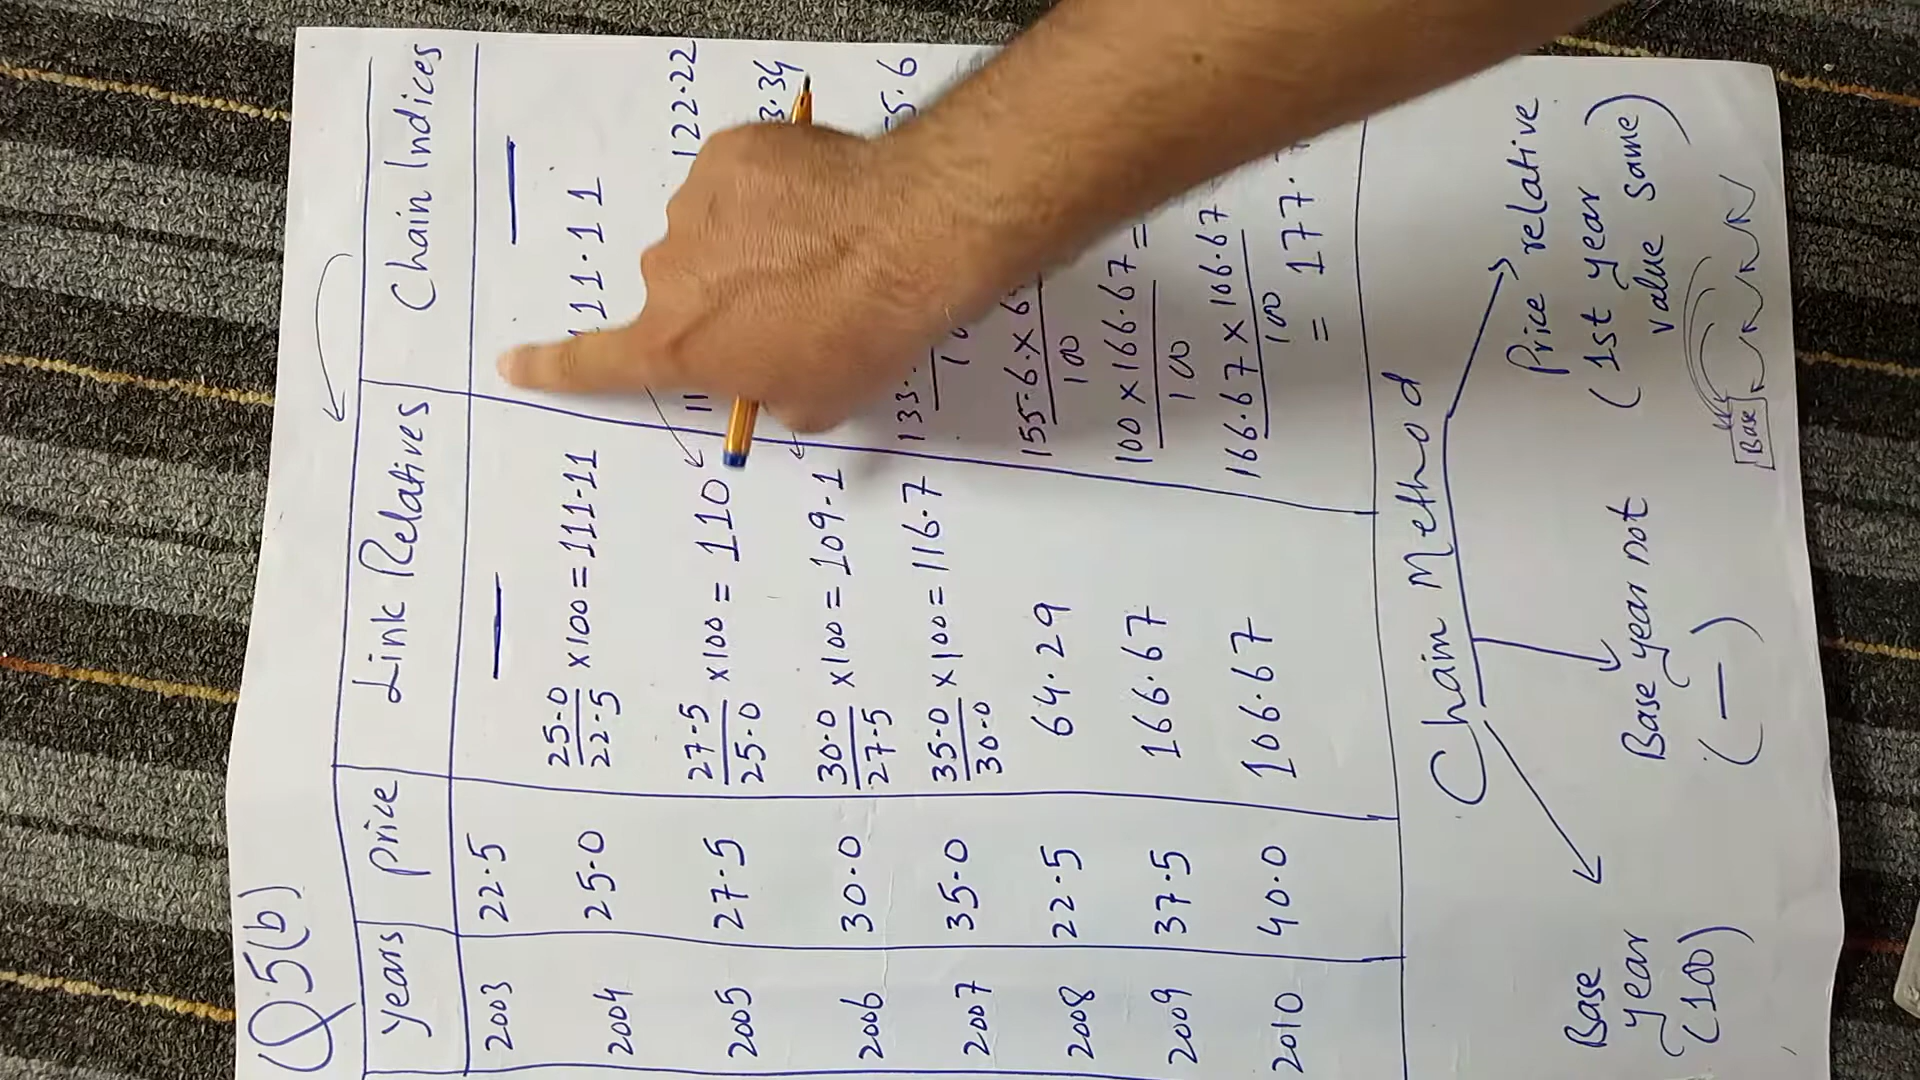 Q5(b)
Years Price Link Relatives Chain Indices
2003 22.5 — —
2004 25.0 25.0/22.5 x100 = 111.11 111.11
2005 27.5 27.5/25.0 x100 = 110 122.22
2006 30.0 30.0/27.5 x100 = 109.1
2007 35.0 35.0/30.0 x100 = 116.7
2008 22.5 64.29
2009 37.5 166.67 100 x 166.67 / 100 =
2010 40.0 106.67 166.67 x 106.67 / 100
= 177.
Chain Method
Base year (100)
Base year not (—)
Price relative (1st year value same)
Base